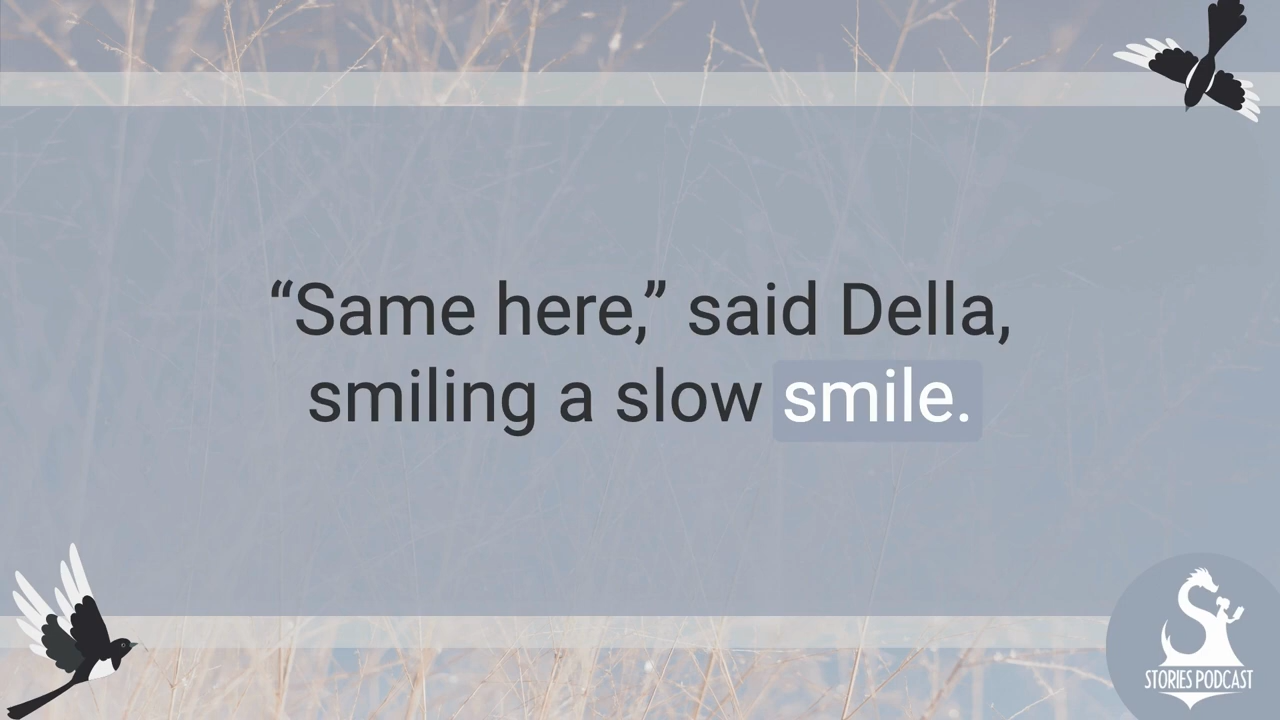 “Same here,” said Della,
smiling a slow smile.
STORIES PODCAST